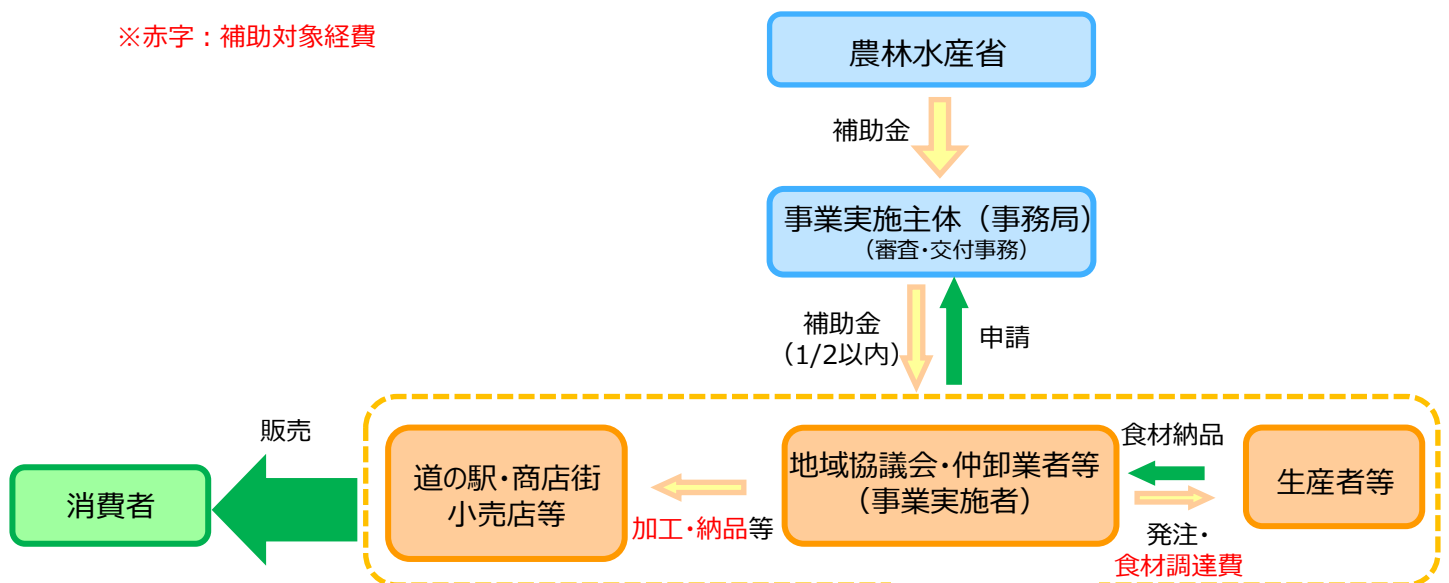 ※赤字：補助対象経費
農林水産省
補助金
事業実施主体（事務局）
（審査･交付事務）
補助金
（1/2以内）
申請
販売
消費者
道の駅･商店街
小売店等
加工･納品等
地域協議会･仲卸業者等
（事業実施者）
食材納品
発注･
食材調達費
生産者等